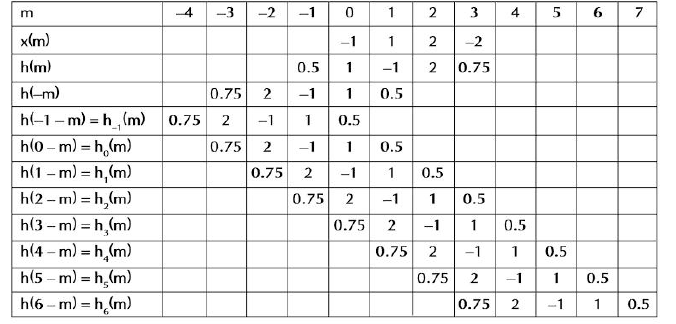 m –4 –3 –2 –1 0 1 2 3 4 5 6 7
x(m) –1 1 2 –2
h(m) 0.5 1 –1 2 0.75
h(–m) 0.75 2 –1 1 0.5
h(–1 – m) = h₋₁(m) 0.75 2 –1 1 0.5
h(0 – m) = h₀(m) 0.75 2 –1 1 0.5
h(1 – m) = h₁(m) 0.75 2 –1 1 0.5
h(2 – m) = h₂(m) 0.75 2 –1 1 0.5
h(3 – m) = h₃(m) 0.75 2 –1 1 0.5
h(4 – m) = h₄(m) 0.75 2 –1 1 0.5
h(5 – m) = h₅(m) 0.75 2 –1 1 0.5
h(6 – m) = h₆(m) 0.75 2 –1 1 0.5